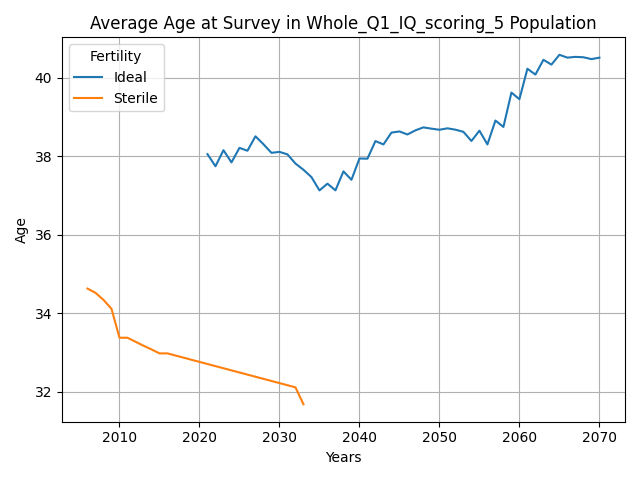 Average Age at Survey in Whole_Q1_IQ_scoring_5 Population
Fertility
Ideal
Sterile
Age
40
38
36
34
32
2010 2020 2030 2040 2050 2060 2070
Years